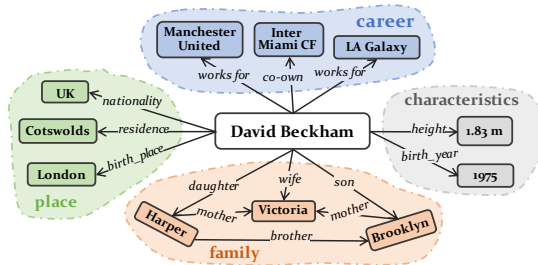 career
Manchester
United
Inter
Miami CF
LA Galaxy
works for
co-own
works for
UK
nationality
Cotswolds
residence
London
birth_place
place
David Beckham
characteristics
height
1.83 m
birth_year
1975
daughter
wife
son
Harper
mother
Victoria
mother
Brooklyn
brother
family